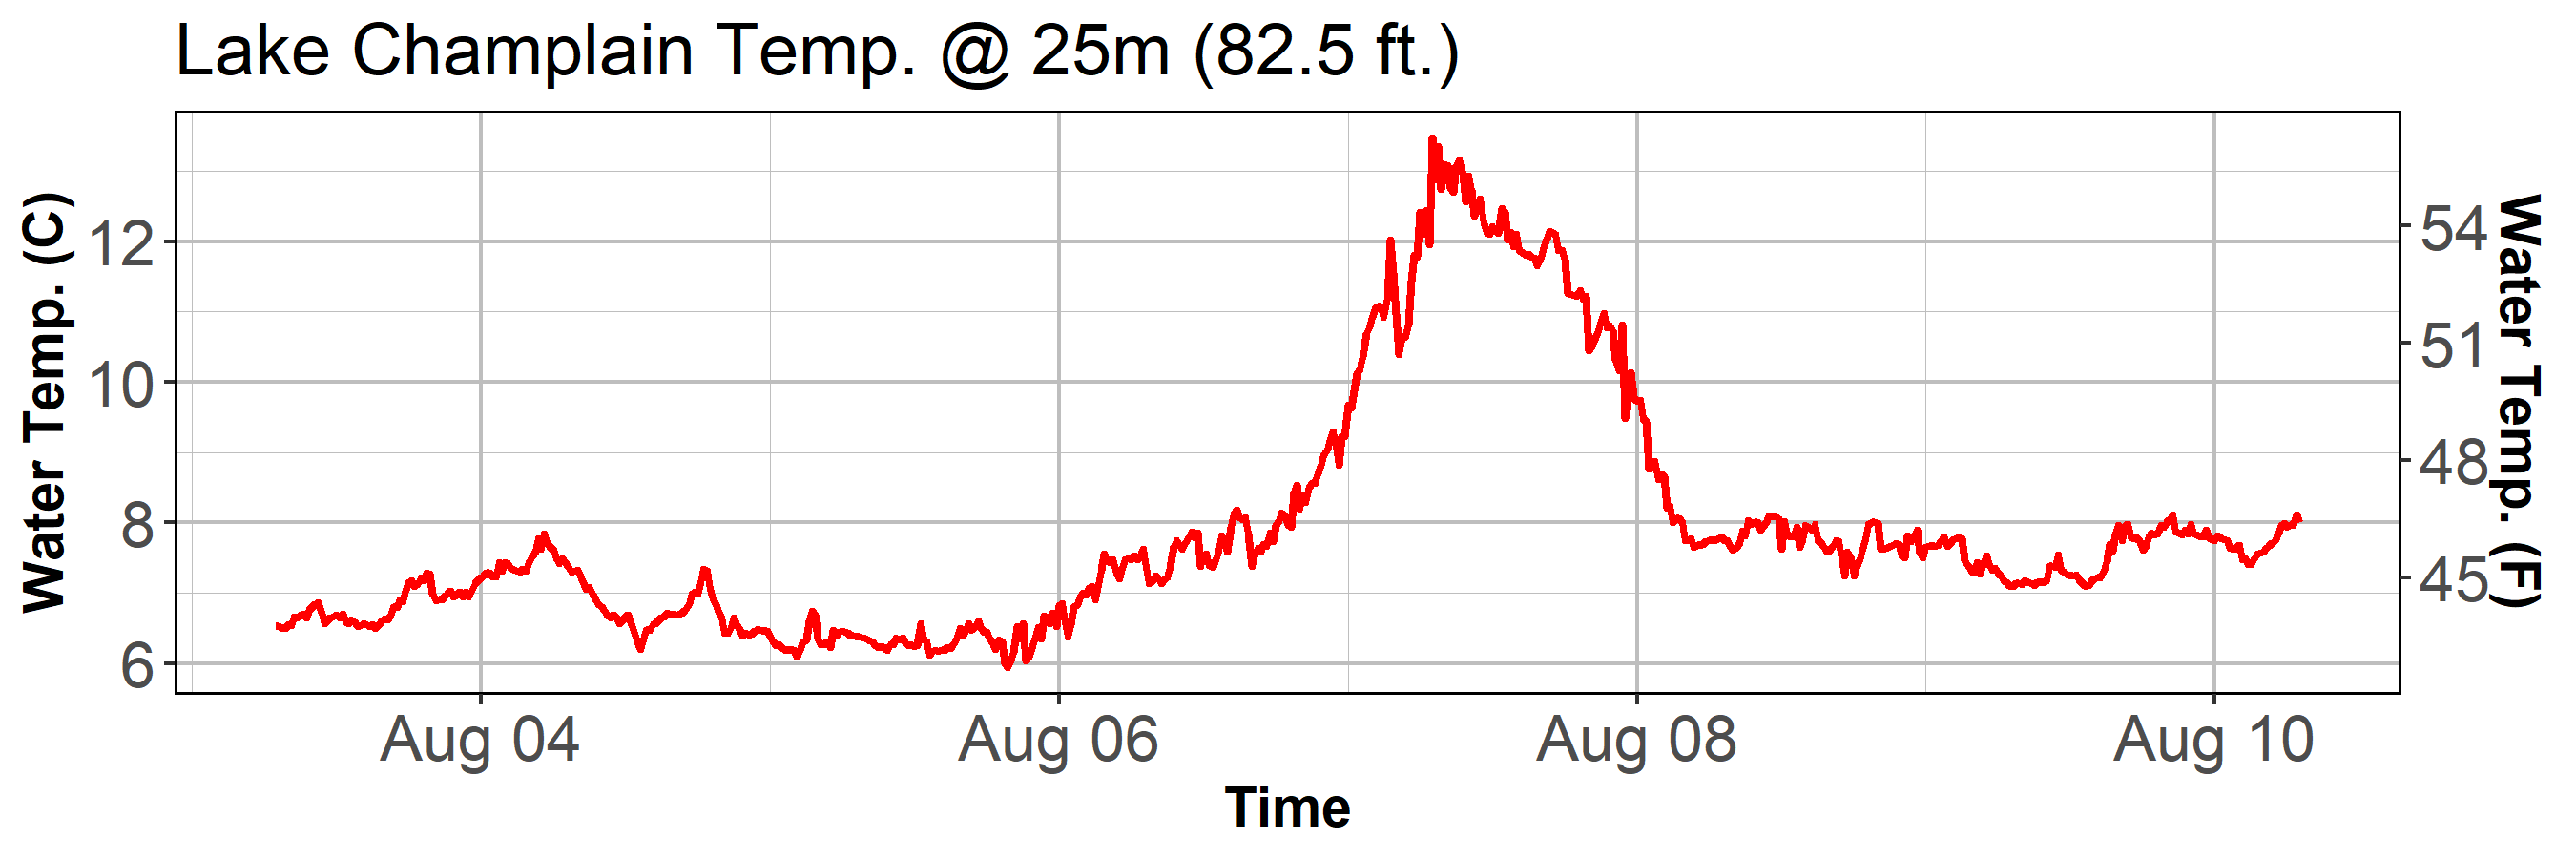 Lake Champlain Temp. @ 25m (82.5 ft.)
Water Temp. (C)
12
10
8
6
54
51
48
45
Water Temp. (F)
Aug 04 Aug 06 Aug 08 Aug 10
Time